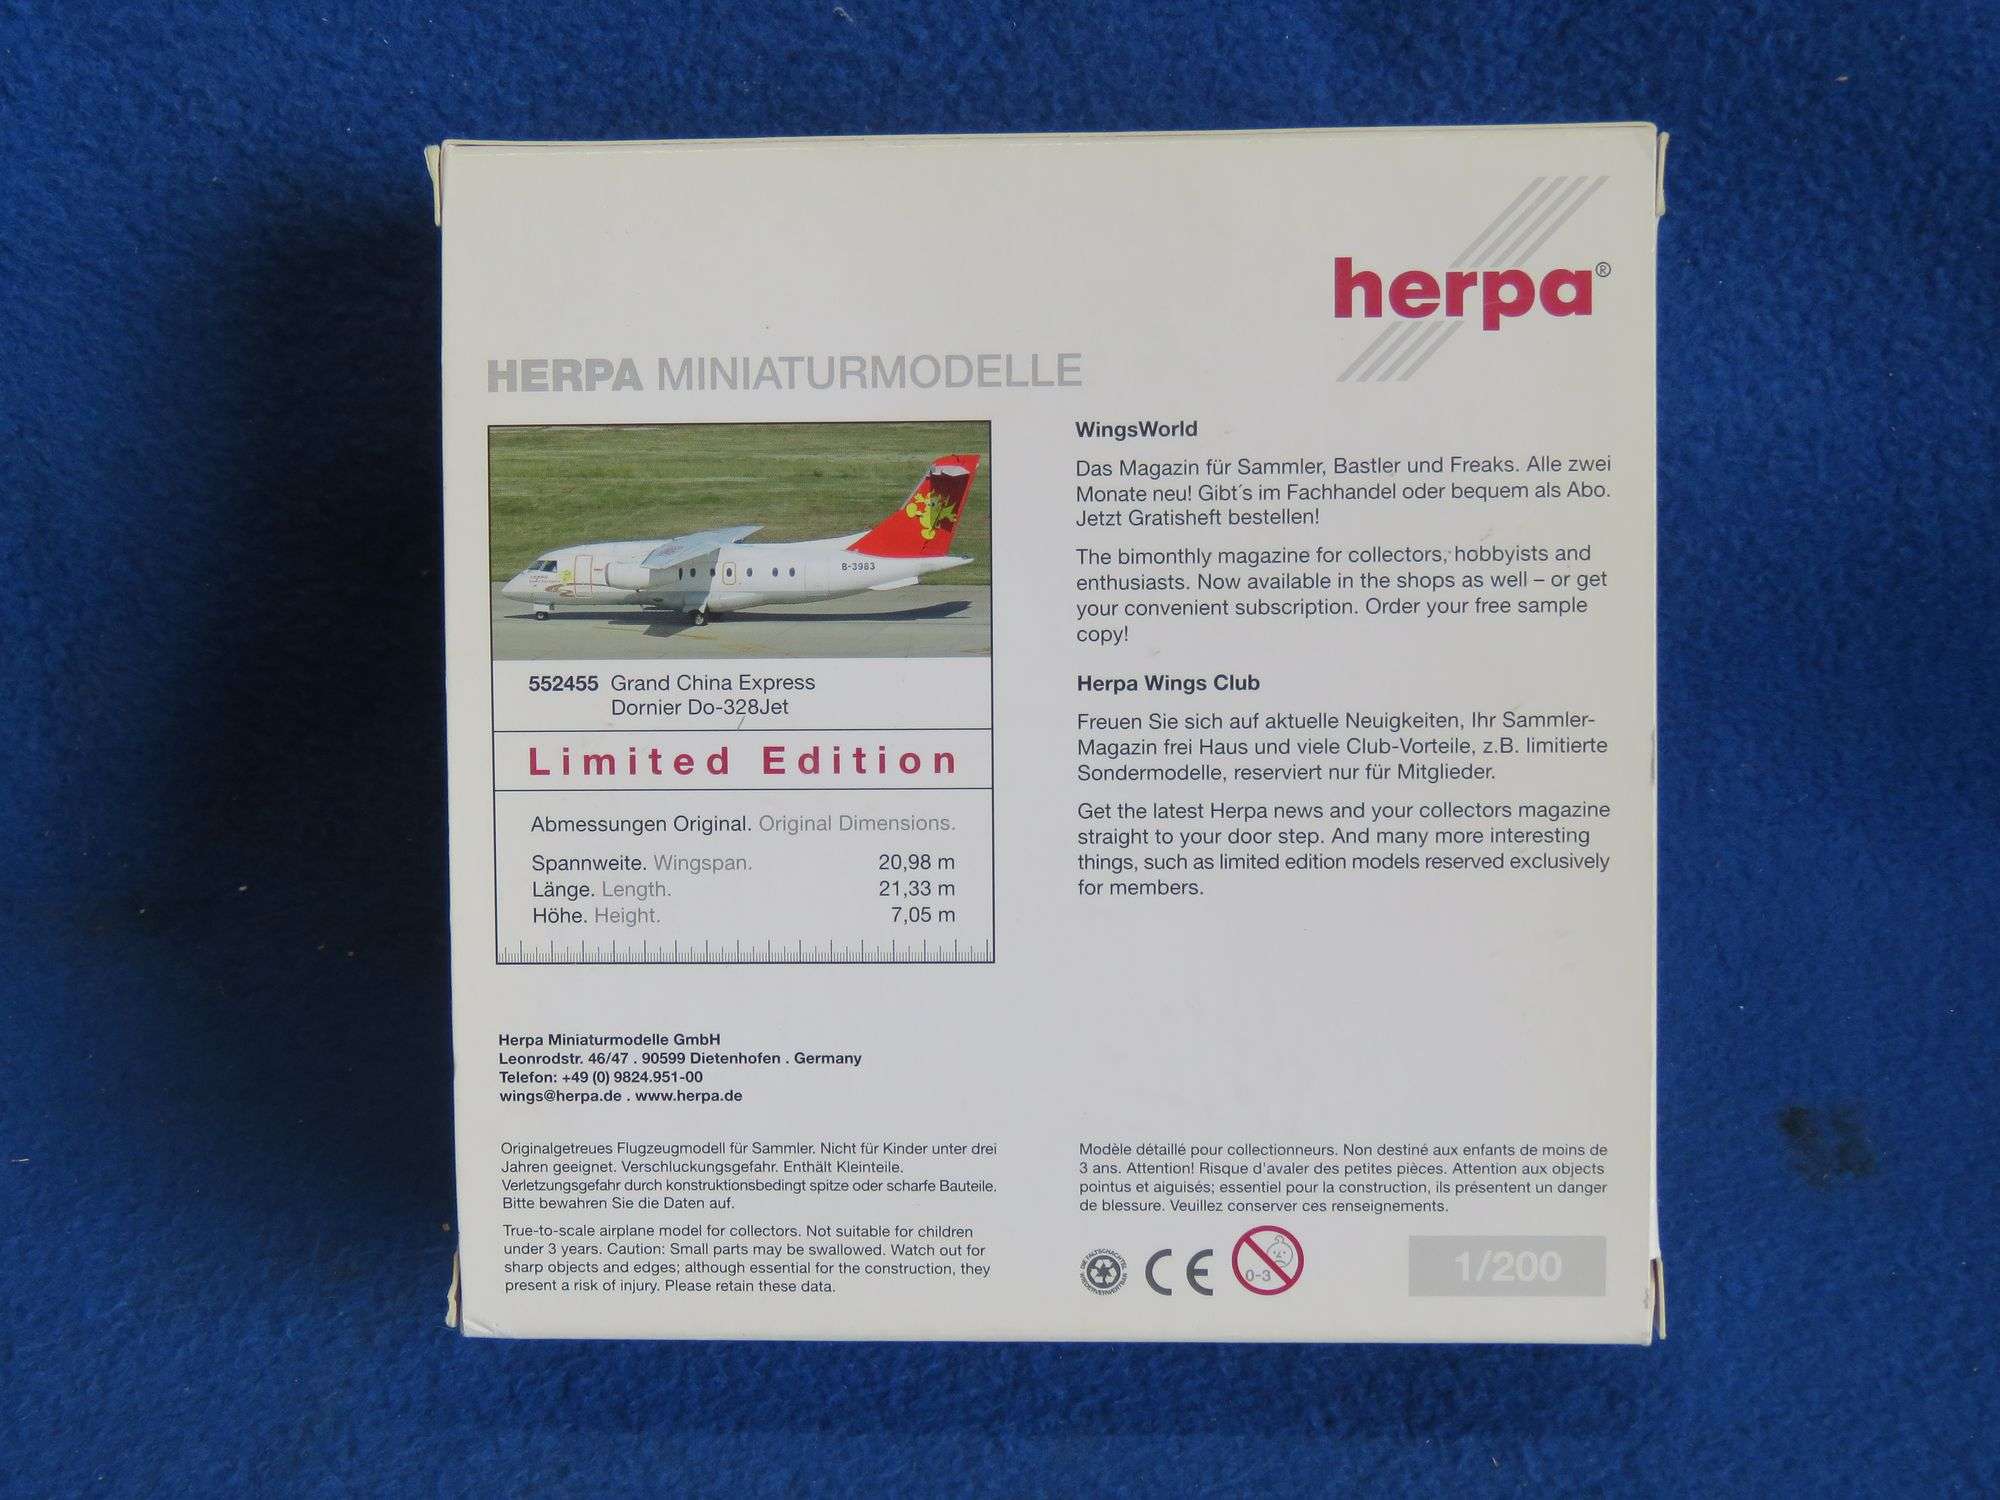 herpa®
HERPA MINIATURMODELLE
B-3983
552455 Grand China Express
Dornier Do-328Jet
Limited Edition
Abmessungen Original. Original Dimensions.
Spannweite. Wingspan. 20,98 m
Länge. Length. 21,33 m
Höhe. Height. 7,05 m
WingsWorld
Das Magazin für Sammler, Bastler und Freaks. Alle zwei
Monate neu! Gibt´s im Fachhandel oder bequem als Abo.
Jetzt Gratisheft bestellen!
The bimonthly magazine for collectors, hobbyists and
enthusiasts. Now available in the shops as well – or get
your convenient subscription. Order your free sample
copy!
Herpa Wings Club
Freuen Sie sich auf aktuelle Neuigkeiten, Ihr Sammler-
Magazin frei Haus und viele Club-Vorteile, z.B. limitierte
Sondermodelle, reserviert nur für Mitglieder.
Get the latest Herpa news and your collectors magazine
straight to your door step. And many more interesting
things, such as limited edition models reserved exclusively
for members.
Herpa Miniaturmodelle GmbH
Leonrodstr. 46/47 . 90599 Dietenhofen . Germany
Telefon: +49 (0) 9824.951-00
wings@herpa.de . www.herpa.de
Originalgetreues Flugzeugmodell für Sammler. Nicht für Kinder unter drei
Jahren geeignet. Verschluckungsgefahr. Enthält Kleinteile.
Verletzungsgefahr durch konstruktionsbedingt spitze oder scharfe Bauteile.
Bitte bewahren Sie die Daten auf.
True-to-scale airplane model for collectors. Not suitable for children
under 3 years. Caution: Small parts may be swallowed. Watch out for
sharp objects and edges; although essential for the construction, they
present a risk of injury. Please retain these data.
Modèle détaillé pour collectionneurs. Non destiné aux enfants de moins de
3 ans. Attention! Risque d'avaler des petites pièces. Attention aux objects
pointus et aiguisés; essentiel pour la construction, ils présentent un danger
de blessure. Veuillez conserver ces renseignements.
DIE FALTSCHACHTEL
WIEDERVERWERTBAR
CE
0-3
1/200